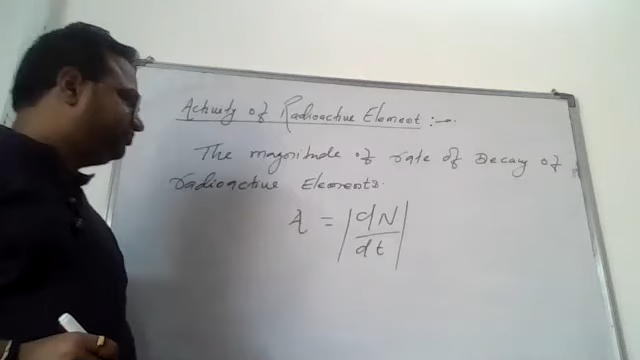 Activity of Radioactive Element :-
The magnitude of rate of Decay of
radioactive Elements.
A = |dN/dt|